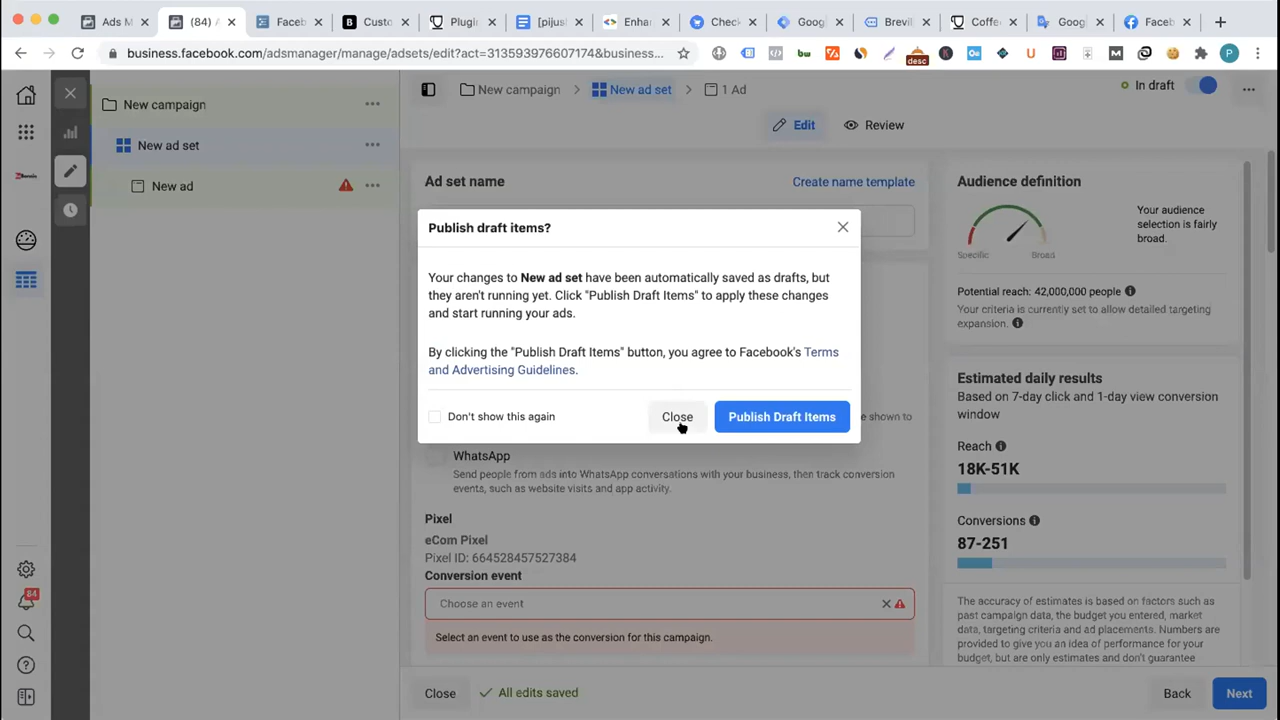 Ads M
(84) A
Faceb
Custo
Plugin
[pijus
Enhan
Check
Googl
Brevil
Coffe
Googl
Faceb
business.facebook.com/adsmanager/manage/adsets/edit?act=313593976607174&business...
desc
P
New campaign
New ad set
New ad
New campaign
New ad set
1 Ad
In draft
Edit
Review
Ad set name
Create name template
Publish draft items?
Your changes to New ad set have been automatically saved as drafts, but
they aren't running yet. Click "Publish Draft Items" to apply these changes
and start running your ads.
By clicking the "Publish Draft Items" button, you agree to Facebook's Terms
and Advertising Guidelines.
Don't show this again
Close
Publish Draft Items
e shown to
WhatsApp
Send people from ads into WhatsApp conversations with your business, then track conversion
events, such as website visits and app activity.
Pixel
eCom Pixel
Pixel ID: 664528457527384
Conversion event
Choose an event
Select an event to use as the conversion for this campaign.
Audience definition
Specific
Broad
Your audience
selection is fairly
broad.
Potential reach: 42,000,000 people
Your criteria is currently set to allow detailed targeting
expansion.
Estimated daily results
Based on 7-day click and 1-day view conversion
window
Reach
18K-51K
Conversions
87-251
The accuracy of estimates is based on factors such as
past campaign data, the budget you entered, market
data, targeting criteria and ad placements. Numbers are
provided to give you an idea of performance for your
budget, but are only estimates and don't guarantee
84
Close
All edits saved
Back
Next